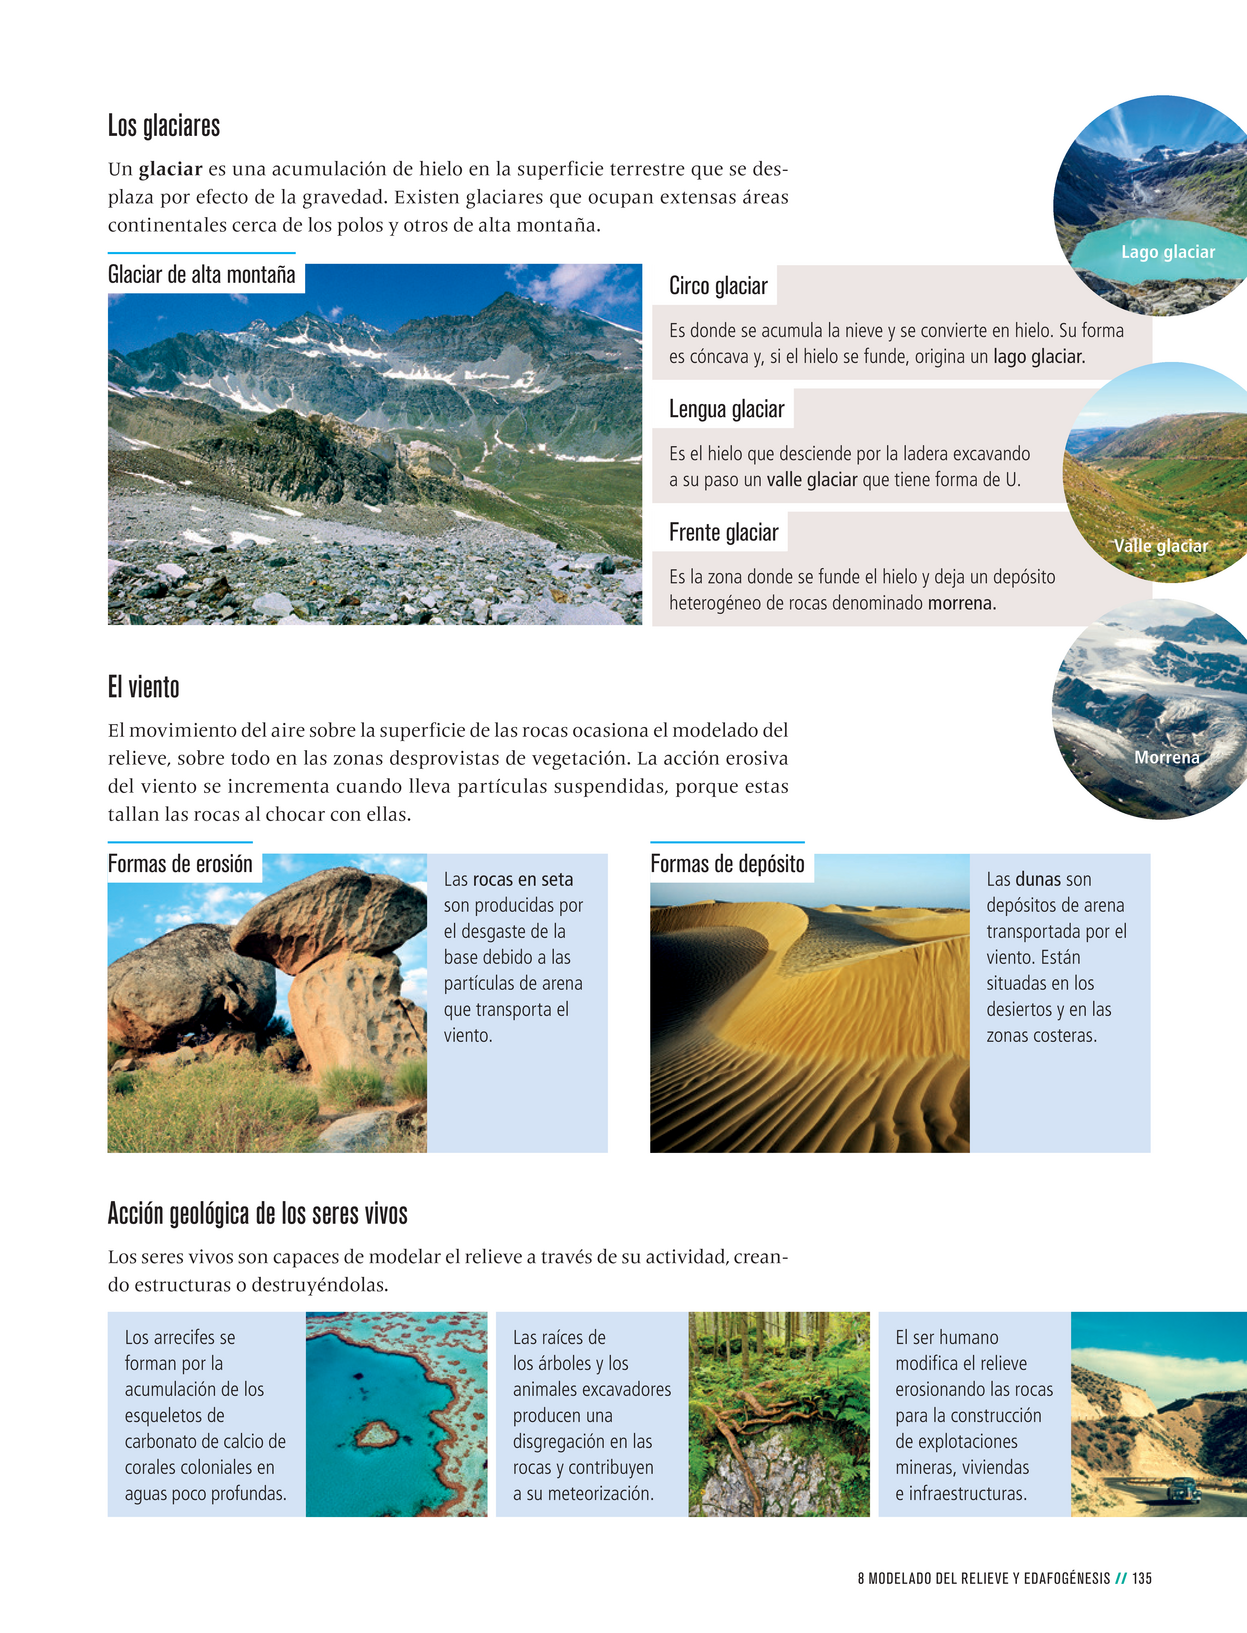 Los glaciares
Un glaciar es una acumulación de hielo en la superficie terrestre que se des-
plaza por efecto de la gravedad. Existen glaciares que ocupan extensas áreas
continentales cerca de los polos y otros de alta montaña.
Glaciar de alta montaña
Circo glaciar
Es donde se acumula la nieve y se convierte en hielo. Su forma
es cóncava y, si el hielo se funde, origina un lago glaciar.
Lago glaciar
Lengua glaciar
Es el hielo que desciende por la ladera excavando
a su paso un valle glaciar que tiene forma de U.
Valle glaciar
Frente glaciar
Es la zona donde se funde el hielo y deja un depósito
heterogéneo de rocas denominado morrena.
Morrena
El viento
El movimiento del aire sobre la superficie de las rocas ocasiona el modelado del
relieve, sobre todo en las zonas desprovistas de vegetación. La acción erosiva
del viento se incrementa cuando lleva partículas suspendidas, porque estas
tallan las rocas al chocar con ellas.
Formas de erosión
Las rocas en seta
son producidas por
el desgaste de la
base debido a las
partículas de arena
que transporta el
viento.
Formas de depósito
Las dunas son
depósitos de arena
transportada por el
viento. Están
situadas en los
desiertos y en las
zonas costeras.
Acción geológica de los seres vivos
Los seres vivos son capaces de modelar el relieve a través de su actividad, crean-
do estructuras o destruyéndolas.
Los arrecifes se
forman por la
acumulación de los
esqueletos de
carbonato de calcio de
corales coloniales en
aguas poco profundas.
Las raíces de
los árboles y los
animales excavadores
producen una
disgregación en las
rocas y contribuyen
a su meteorización.
El ser humano
modifica el relieve
erosionando las rocas
para la construcción
de explotaciones
mineras, viviendas
e infraestructuras.
8 MODELADO DEL RELIEVE Y EDAFOGÉNESIS // 135